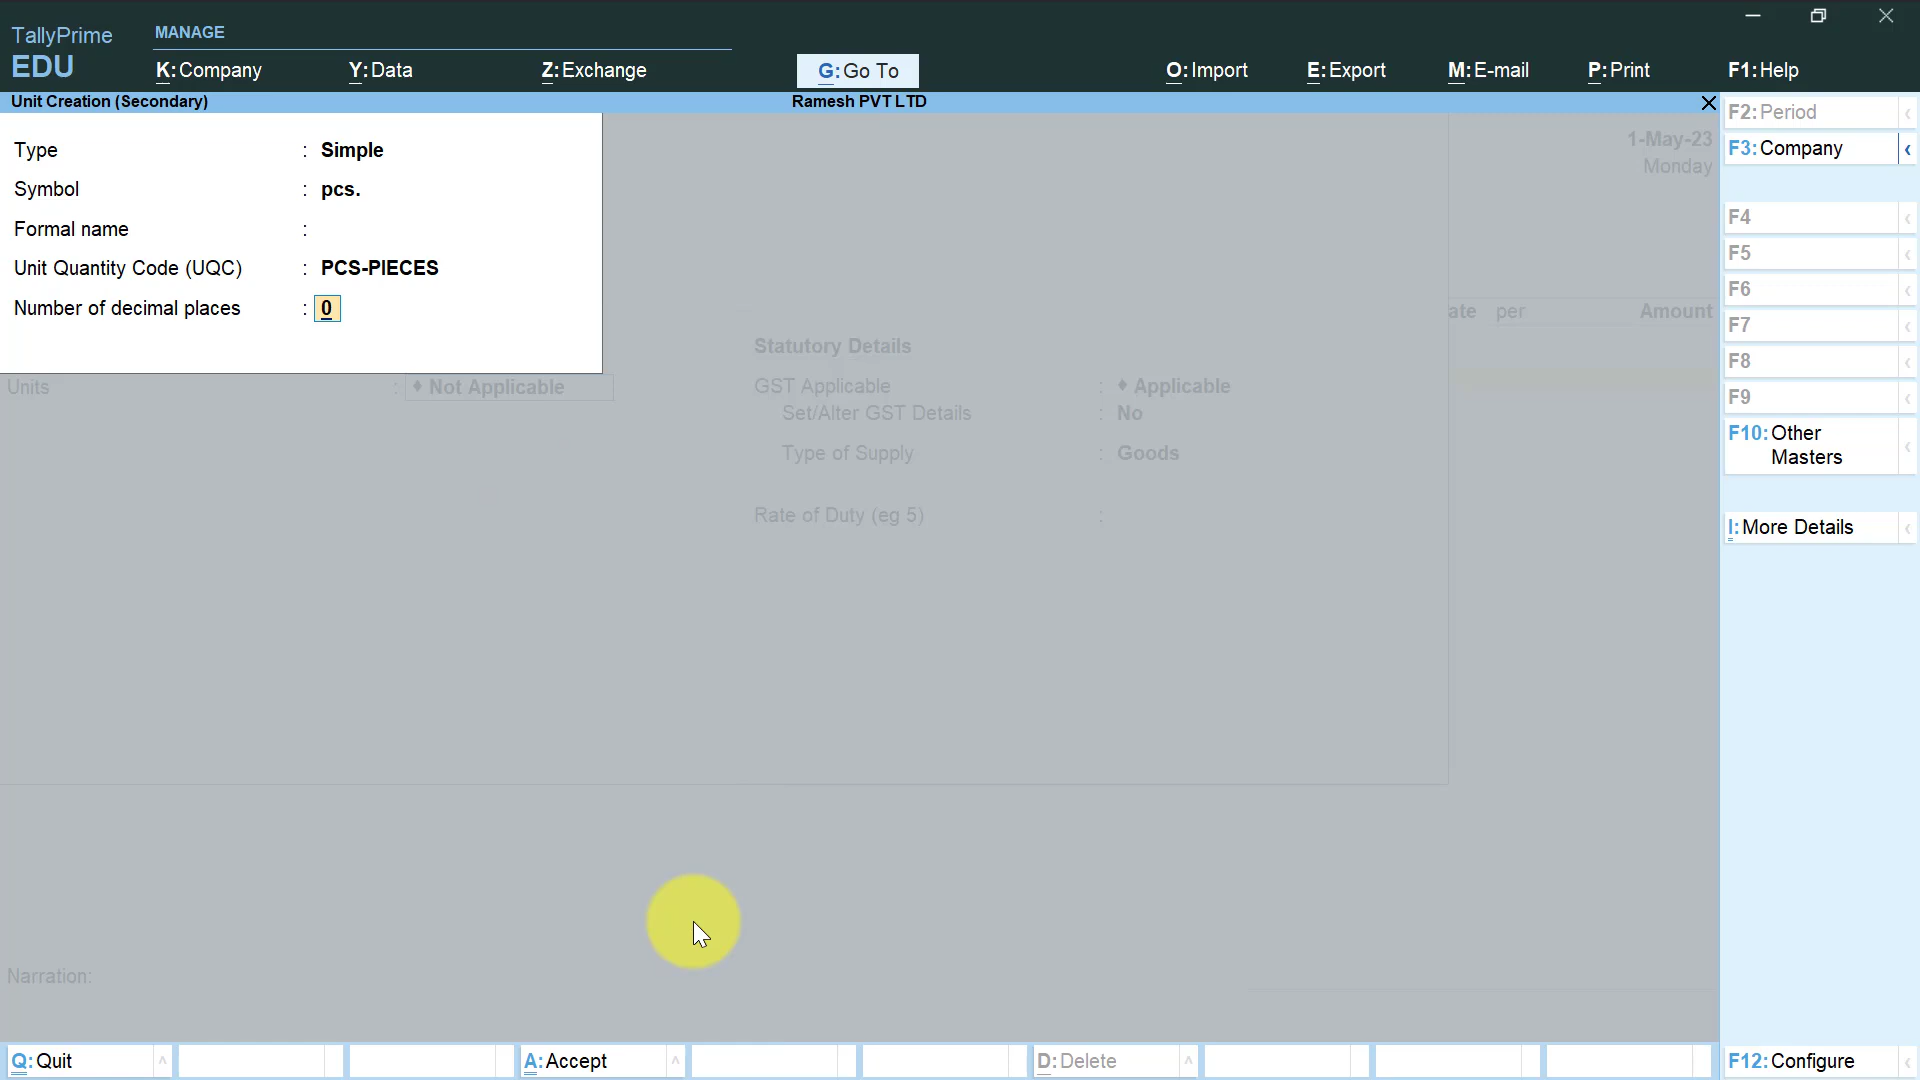 TallyPrime
EDU
MANAGE
K:Company
Y:Data
Z:Exchange
G:Go To
O:Import
E:Export
M:E-mail
P:Print
F1:Help
Unit Creation (Secondary)
Ramesh PVT LTD
Type : Simple
Symbol : pcs.
Formal name :
Unit Quantity Code (UQC) : PCS-PIECES
Number of decimal places : 0
1-May-23
Monday
ate per Amount
Units : ♦ Not Applicable
Statutory Details
GST Applicable : ♦ Applicable
Set/Alter GST Details : No
Type of Supply : Goods
Rate of Duty (eg 5) :
Narration:
F2:Period
F3:Company
F4
F5
F6
F7
F8
F9
F10:Other
Masters
I:More Details
Q:Quit
A:Accept
D:Delete
F12:Configure